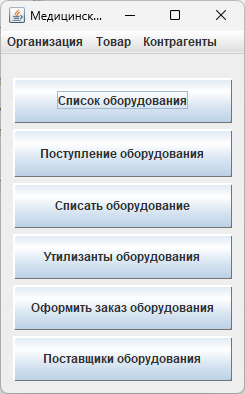 Медицинск...
Организация Товар Контрагенты
Список оборудования
Поступление оборудования
Списать оборудование
Утилизанты оборудования
Оформить заказ оборудования
Поставщики оборудования